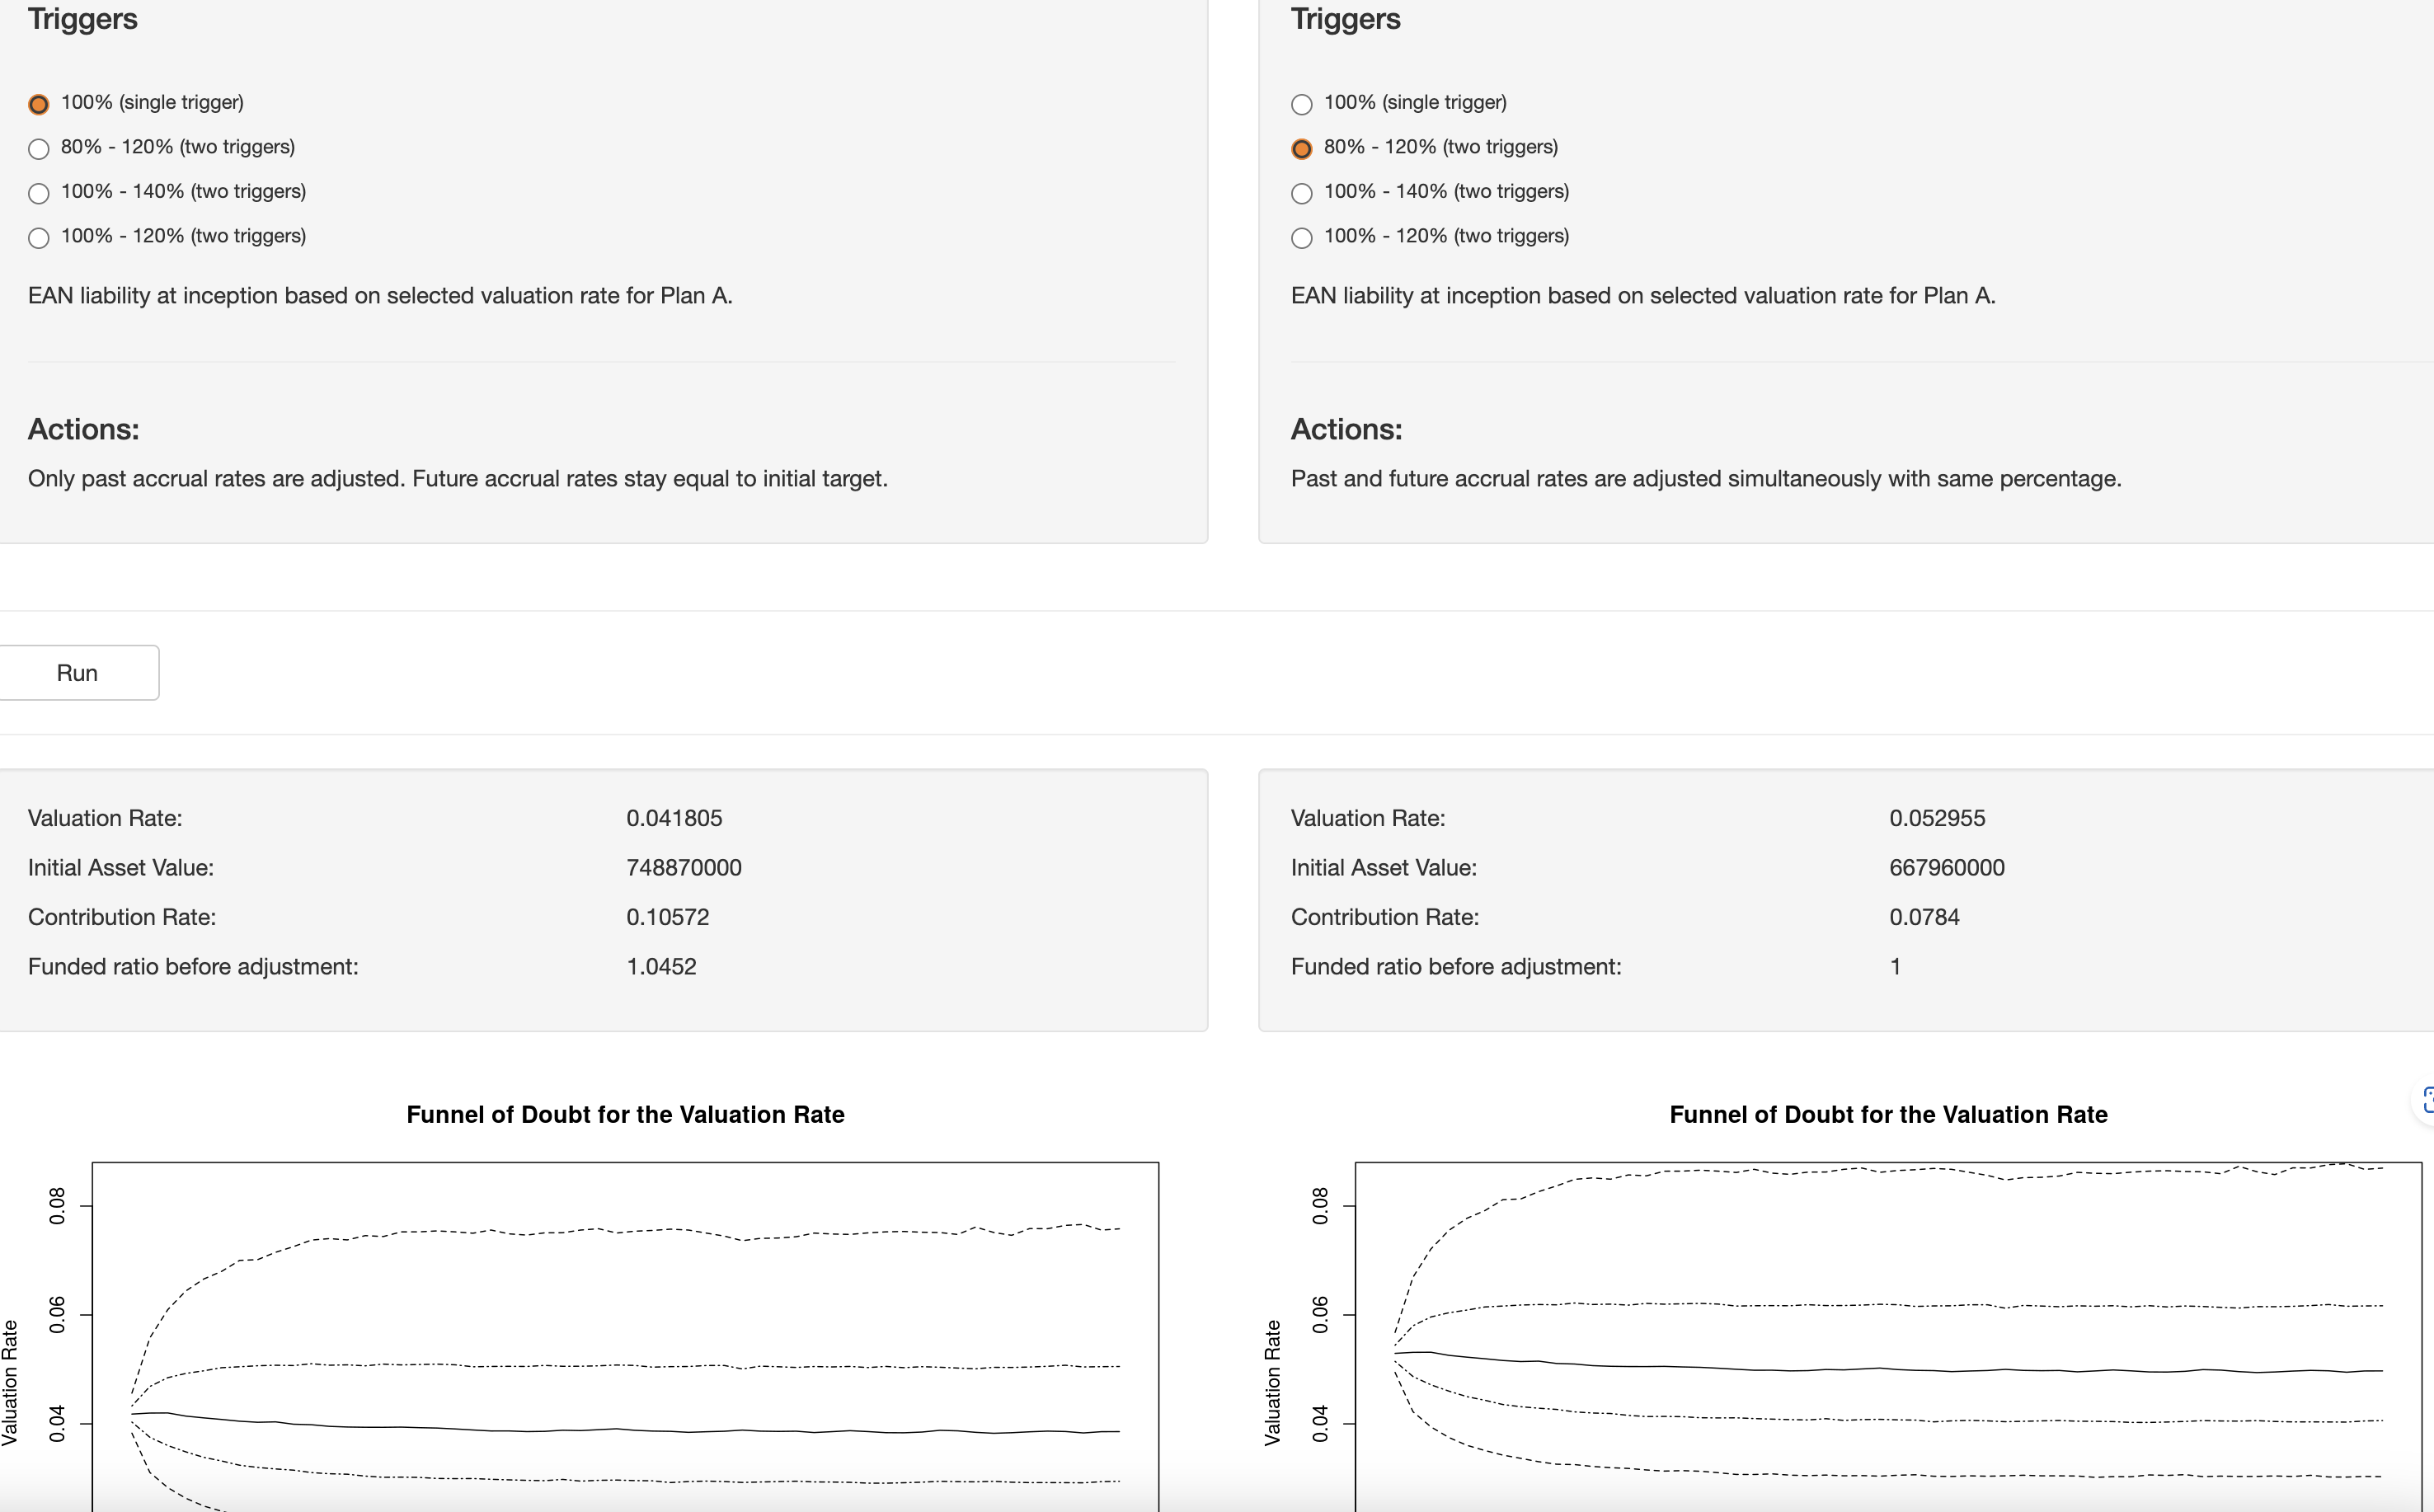 Triggers
100% (single trigger)
80% - 120% (two triggers)
100% - 140% (two triggers)
100% - 120% (two triggers)
EAN liability at inception based on selected valuation rate for Plan A.
Actions:
Only past accrual rates are adjusted. Future accrual rates stay equal to initial target.
Triggers
100% (single trigger)
80% - 120% (two triggers)
100% - 140% (two triggers)
100% - 120% (two triggers)
EAN liability at inception based on selected valuation rate for Plan A.
Actions:
Past and future accrual rates are adjusted simultaneously with same percentage.
Run
Valuation Rate: 0.041805
Initial Asset Value: 748870000
Contribution Rate: 0.10572
Funded ratio before adjustment: 1.0452
Valuation Rate: 0.052955
Initial Asset Value: 667960000
Contribution Rate: 0.0784
Funded ratio before adjustment: 1
Funnel of Doubt for the Valuation Rate
Valuation Rate
0.08
0.06
0.04
Funnel of Doubt for the Valuation Rate
Valuation Rate
0.08
0.06
0.04